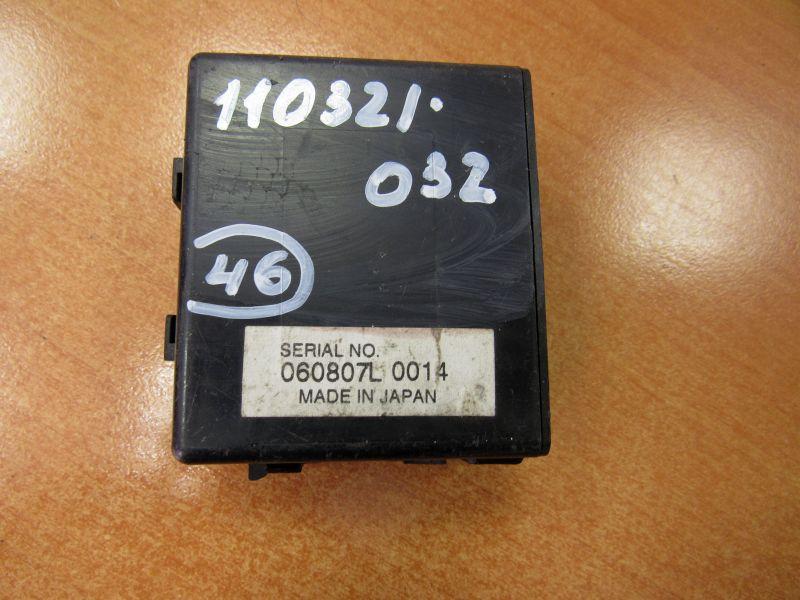 110321.
032
46
SERIAL NO.
060807L 0014
MADE IN JAPAN